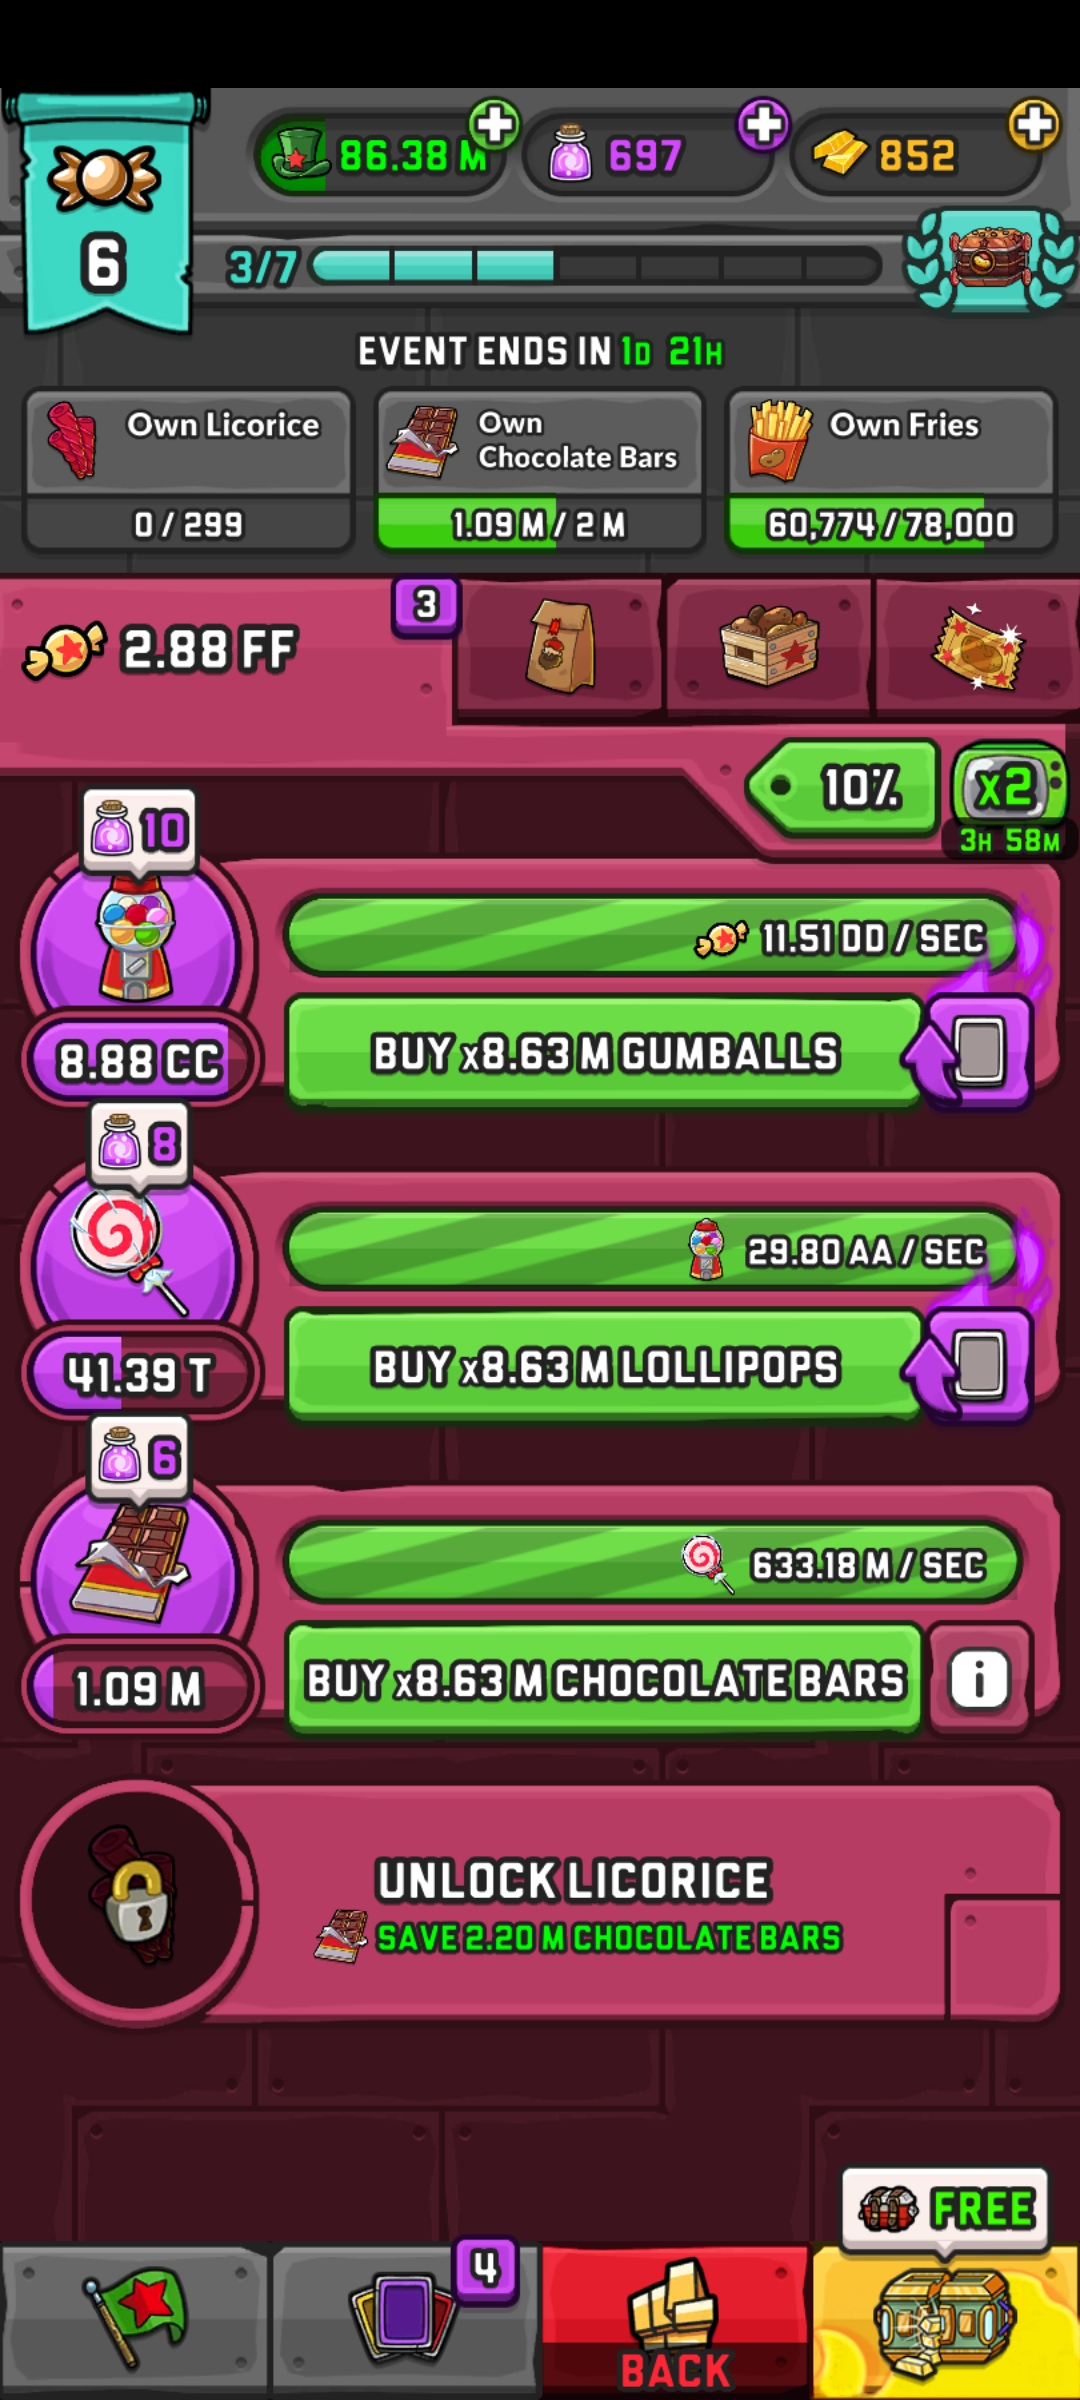 86.38 M
697
852
6
3/7
EVENT ENDS IN 1D 21H
Own Licorice
0 / 299
Own
Chocolate Bars
1.09 M / 2 M
Own Fries
60,774 / 78,000
2.88 FF
3
10%
x2
3H 58M
10
11.51 DD / SEC
8.88 CC
BUY x8.63 M GUMBALLS
8
29.80 AA / SEC
41.39 T
BUY x8.63 M LOLLIPOPS
6
633.18 M / SEC
1.09 M
BUY x8.63 M CHOCOLATE BARS
i
UNLOCK LICORICE
SAVE 2.20 M CHOCOLATE BARS
FREE
4
BACK